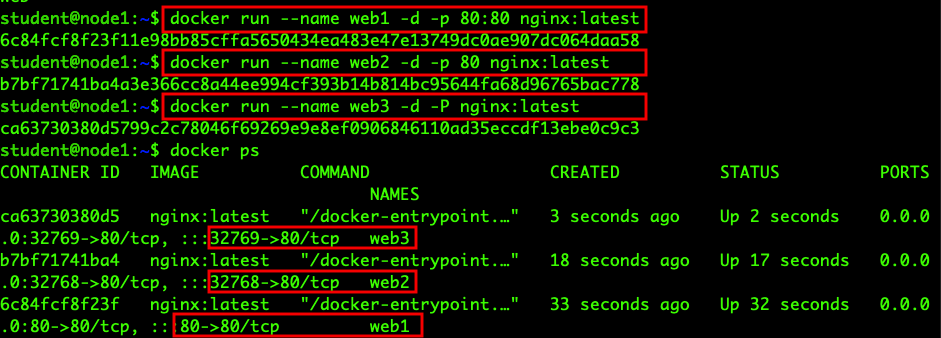 web
student@node1:~$ docker run --name web1 -d -p 80:80 nginx:latest
6c84fcf8f23f11e98bb85cffa5650434ea483e47e13749dc0ae907dc064daa58
student@node1:~$ docker run --name web2 -d -p 80 nginx:latest
b7bf71741ba4a3e366cc8a44ee994cf393b14b814bc95644fa68d96765bac778
student@node1:~$ docker run --name web3 -d -P nginx:latest
ca63730380d5799c2c78046f69269e9e8ef0906846110ad35eccdf13ebe0c9c3
student@node1:~$ docker ps
CONTAINER ID   IMAGE          COMMAND                  CREATED          STATUS          PORTS
                                     NAMES
ca63730380d5   nginx:latest   "/docker-entrypoint.…"   3 seconds ago    Up 2 seconds    0.0.0
.0:32769->80/tcp, :::32769->80/tcp   web3
b7bf71741ba4   nginx:latest   "/docker-entrypoint.…"   18 seconds ago   Up 17 seconds   0.0.0
.0:32768->80/tcp, :::32768->80/tcp   web2
6c84fcf8f23f   nginx:latest   "/docker-entrypoint.…"   33 seconds ago   Up 32 seconds   0.0.0
.0:80->80/tcp, :::80->80/tcp         web1